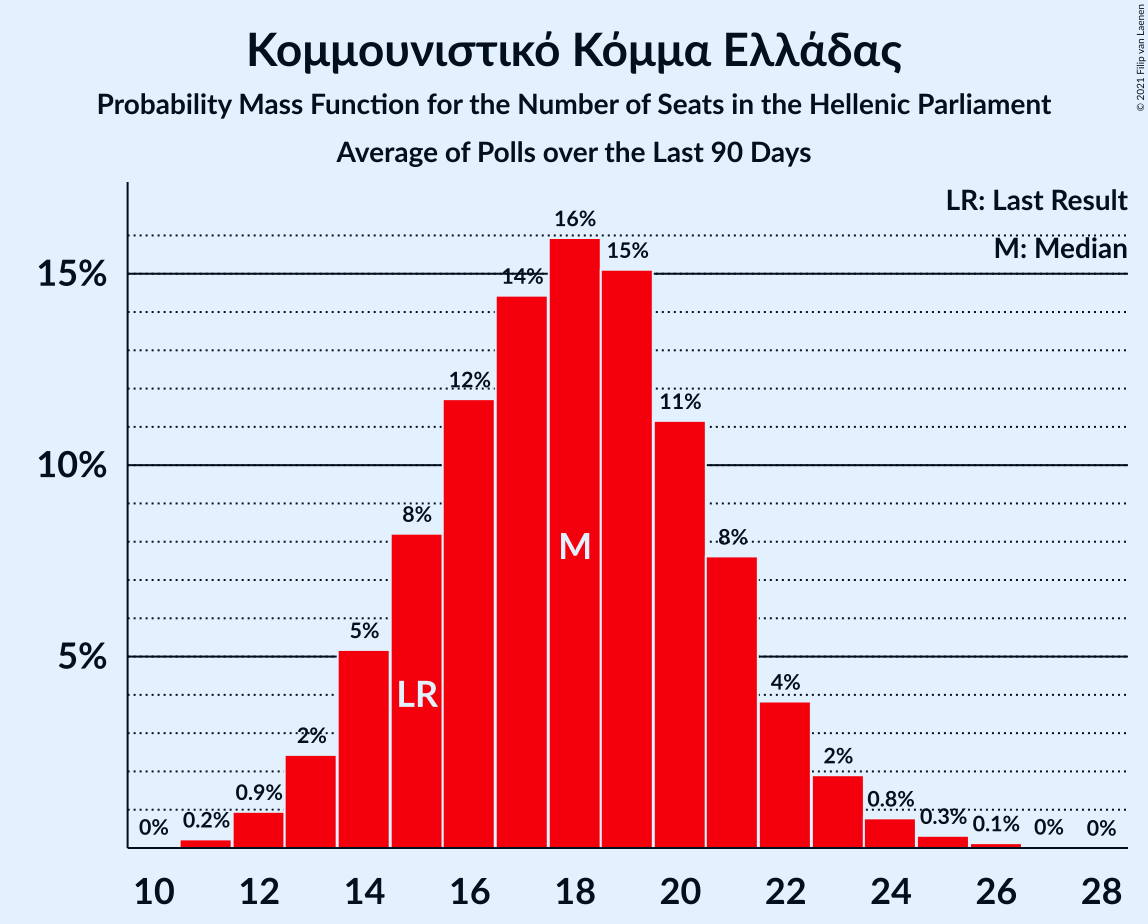 Κομμουνιστικό Κόμμα Ελλάδας
Probability Mass Function for the Number of Seats in the Hellenic Parliament
Average of Polls over the Last 90 Days
© 2021 Filip van Laenen
LR: Last Result
M: Median
15%
10%
5%
0%
0.2%
0.9%
2%
5%
8%
12%
14%
16%
15%
11%
8%
4%
2%
0.8%
0.3%
0.1%
0%
0%
LR
M
10 12 14 16 18 20 22 24 26 28